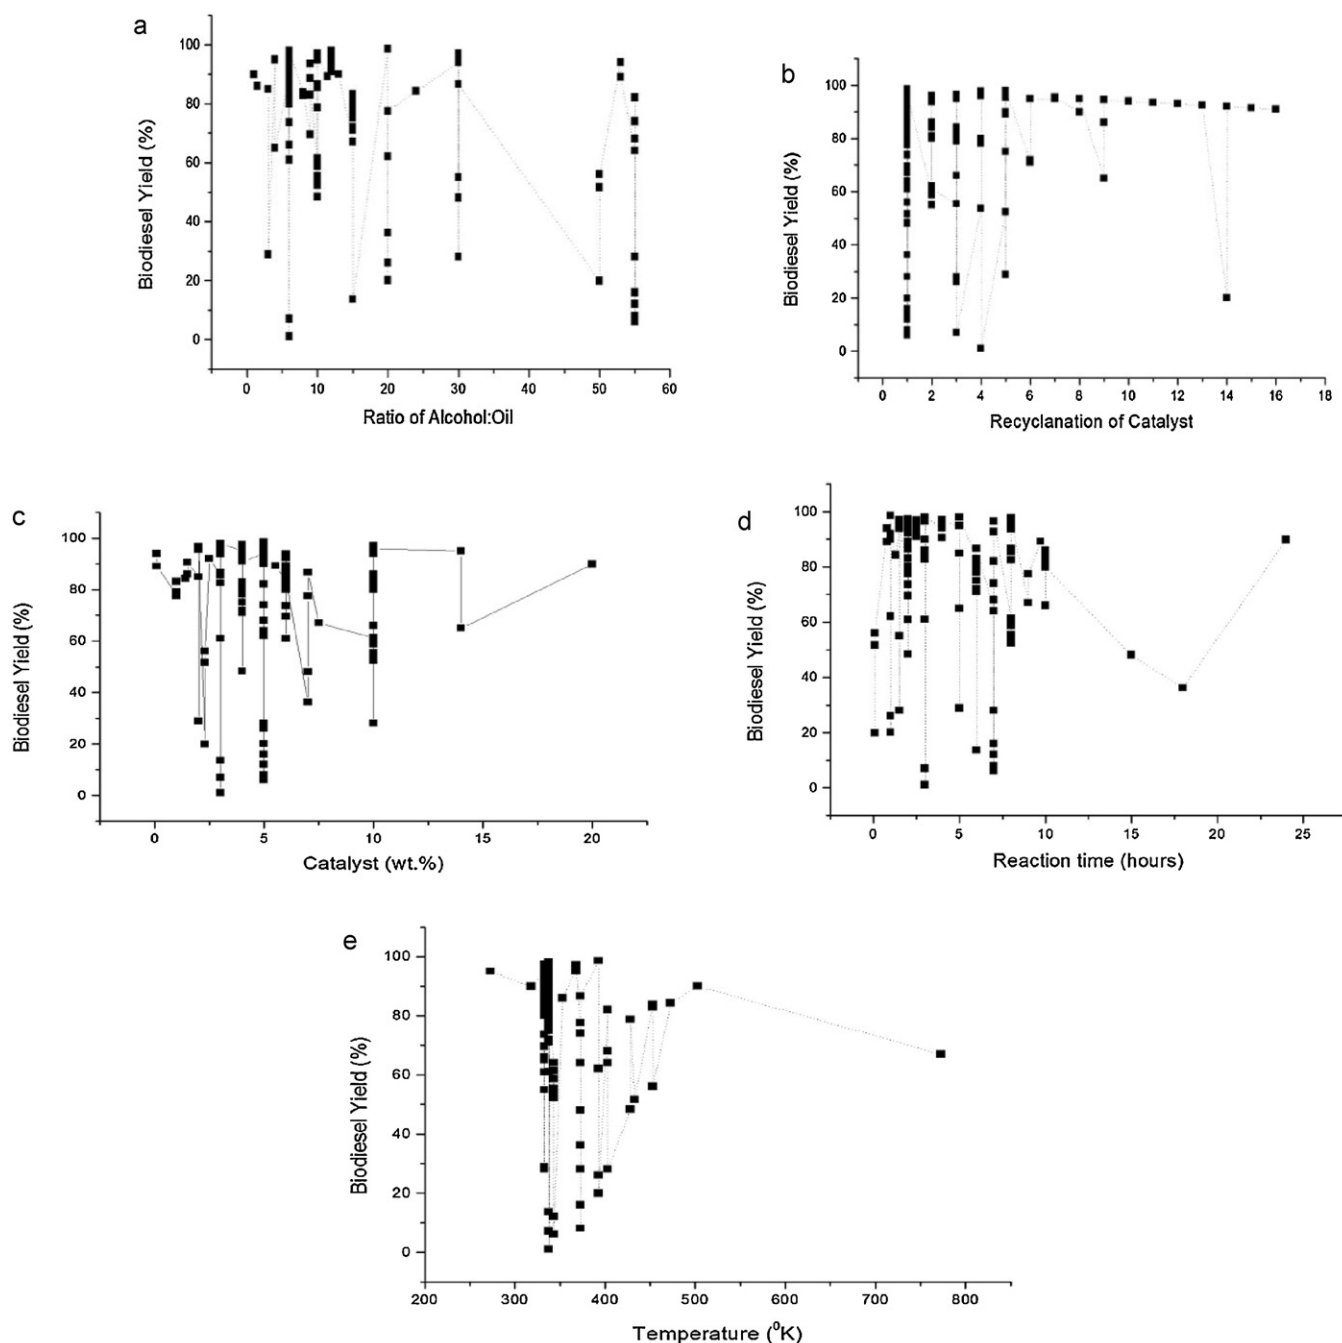 a
100
80
60
40
20
0
Biodiesel Yield (%)
0 10 20 30 40 50 60
Ratio of Alcohol:Oil
b
100
80
60
40
20
0
Biodiesel Yield (%)
0 2 4 6 8 10 12 14 16 18
Recyclanation of Catalyst
c
100
80
60
40
20
0
Biodiesel Yield (%)
0 5 10 15 20
Catalyst (wt.%)
d
100
80
60
40
20
0
Biodiesel Yield (%)
0 5 10 15 20 25
Reaction time (hours)
e
100
80
60
40
20
0
Biodiesel Yield (%)
200 300 400 500 600 700 800
Temperature (⁰K)